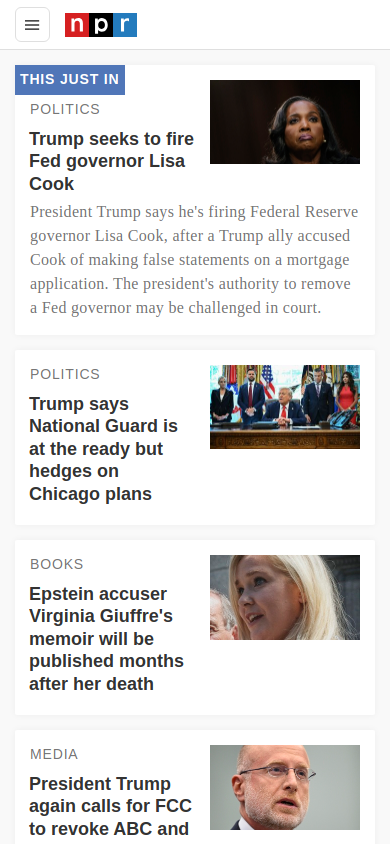 npr
THIS JUST IN
POLITICS
Trump seeks to fire
Fed governor Lisa
Cook
President Trump says he's firing Federal Reserve
governor Lisa Cook, after a Trump ally accused
Cook of making false statements on a mortgage
application. The president's authority to remove
a Fed governor may be challenged in court.
POLITICS
Trump says
National Guard is
at the ready but
hedges on
Chicago plans
BOOKS
Epstein accuser
Virginia Giuffre's
memoir will be
published months
after her death
MEDIA
President Trump
again calls for FCC
to revoke ABC and